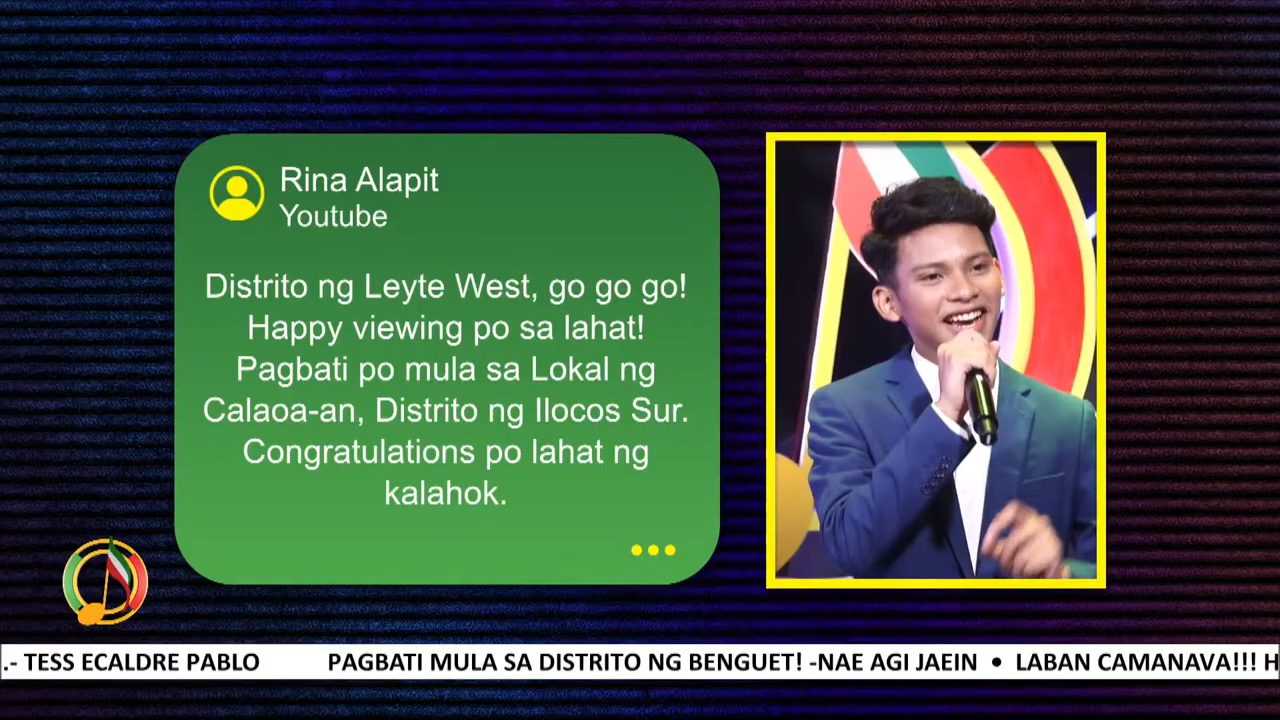 Rina Alapit
Youtube
Distrito ng Leyte West, go go go!
Happy viewing po sa lahat!
Pagbati po mula sa Lokal ng
Calaoa-an, Distrito ng Ilocos Sur.
Congratulations po lahat ng
kalahok.
.- TESS ECALDRE PABLO PAGBATI MULA SA DISTRITO NG BENGUET! -NAE AGI JAEIN • LABAN CAMANAVA!!! H